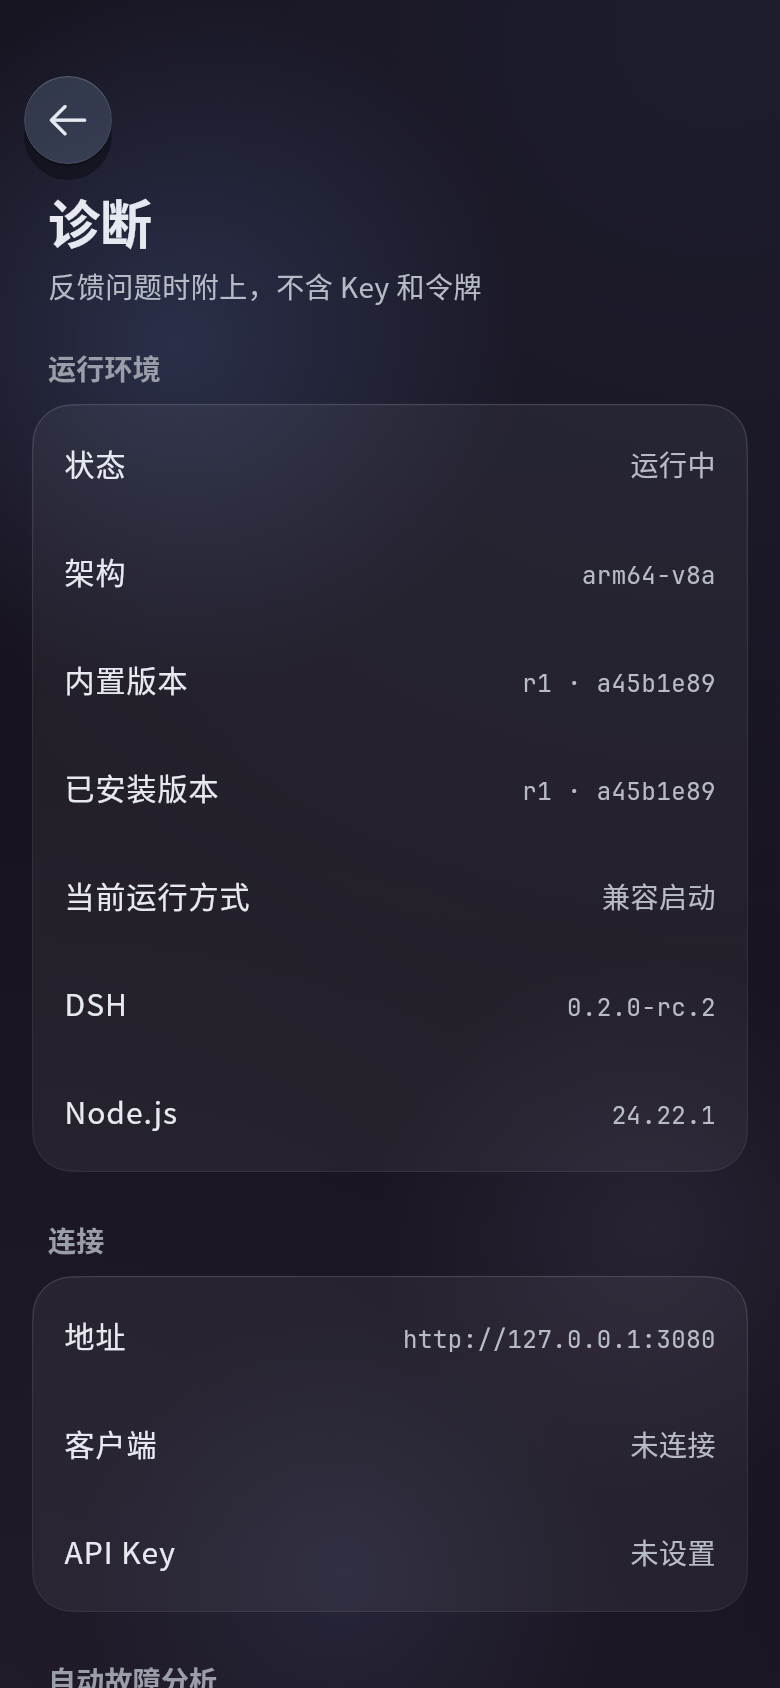 诊断
反馈问题时附上，不含 Key 和令牌
运行环境
状态 运行中
架构 arm64-v8a
内置版本 r1 · a45b1e89
已安装版本 r1 · a45b1e89
当前运行方式 兼容启动
DSH 0.2.0-rc.2
Node.js 24.22.1
连接
地址 http://127.0.0.1:3080
客户端 未连接
API Key 未设置
自动故障分析